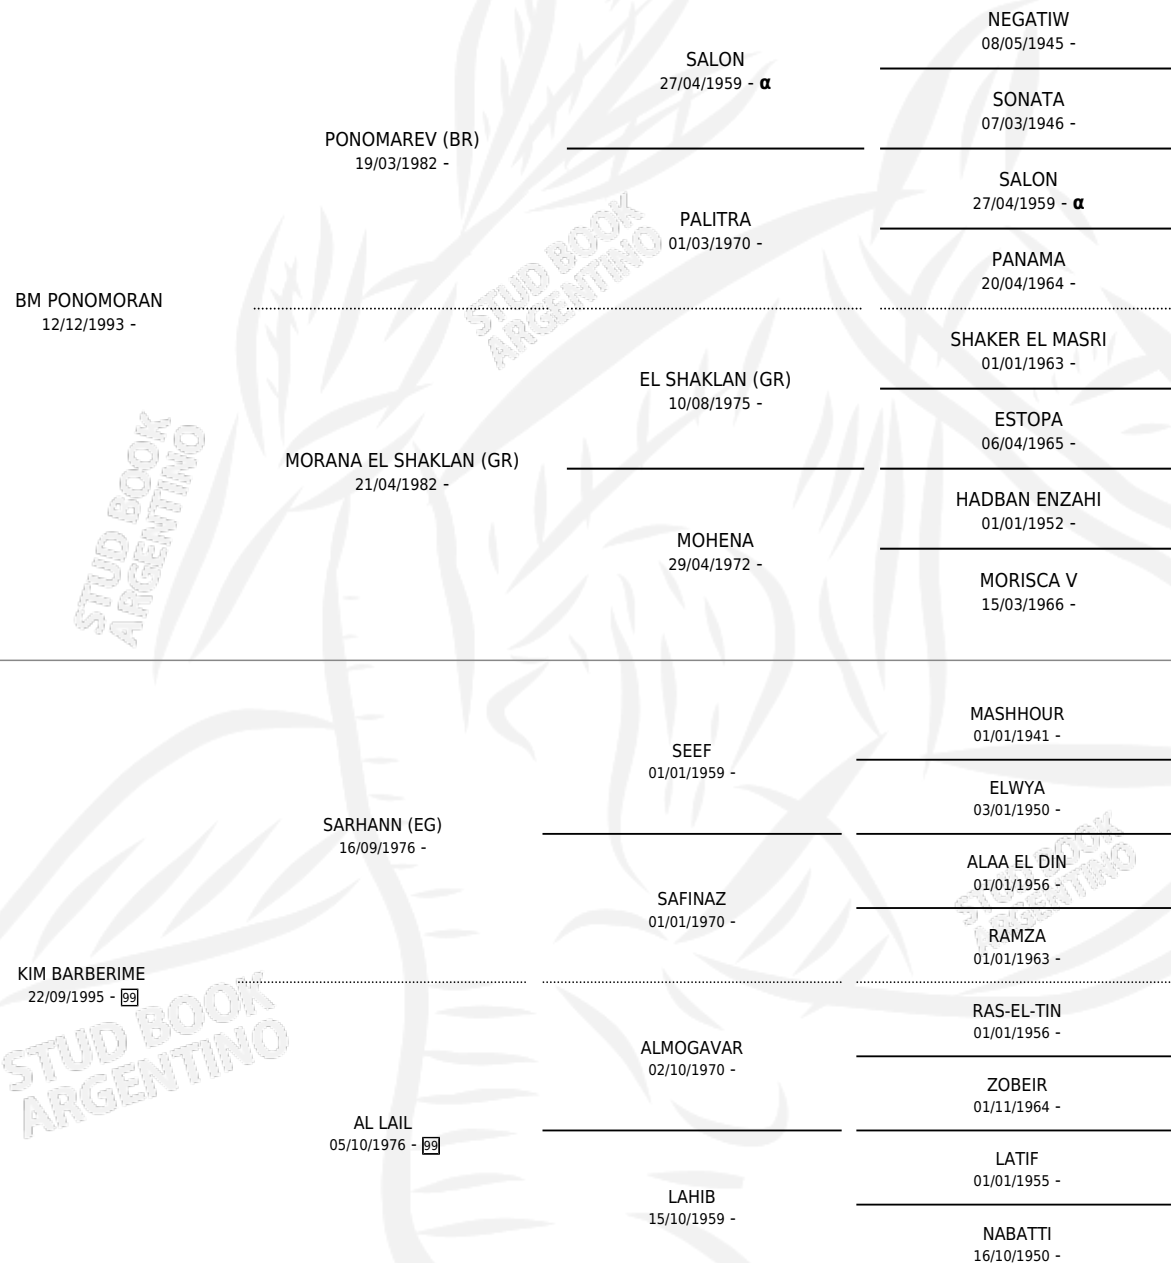 NEGATIW
08/05/1945 -
SALON
27/04/1959 - α
SONATA
07/03/1946 -
PONOMAREV (BR)
19/03/1982 -
SALON
27/04/1959 - α
PALITRA
01/03/1970 -
PANAMA
20/04/1964 -
BM PONOMORAN
12/12/1993 -
SHAKER EL MASRI
01/01/1963 -
EL SHAKLAN (GR)
10/08/1975 -
ESTOPA
06/04/1965 -
MORANA EL SHAKLAN (GR)
21/04/1982 -
HADBAN ENZAHI
01/01/1952 -
MOHENA
29/04/1972 -
MORISCA V
15/03/1966 -
MASHHOUR
01/01/1941 -
SEEF
01/01/1959 -
ELWYA
03/01/1950 -
SARHANN (EG)
16/09/1976 -
ALAA EL DIN
01/01/1956 -
SAFINAZ
01/01/1970 -
RAMZA
01/01/1963 -
KIM BARBERIME
22/09/1995 - 99
RAS-EL-TIN
01/01/1956 -
ALMOGAVAR
02/10/1970 -
ZOBEIR
01/11/1964 -
AL LAIL
05/10/1976 - 99
LATIF
01/01/1955 -
LAHIB
15/10/1959 -
NABATTI
16/10/1950 -
STUD BOOK
ARGENTINO
STUD BOOK
ARGENTINO
STUD BOOK
ARGENTINO
STUD BOOK
ARGENTINO